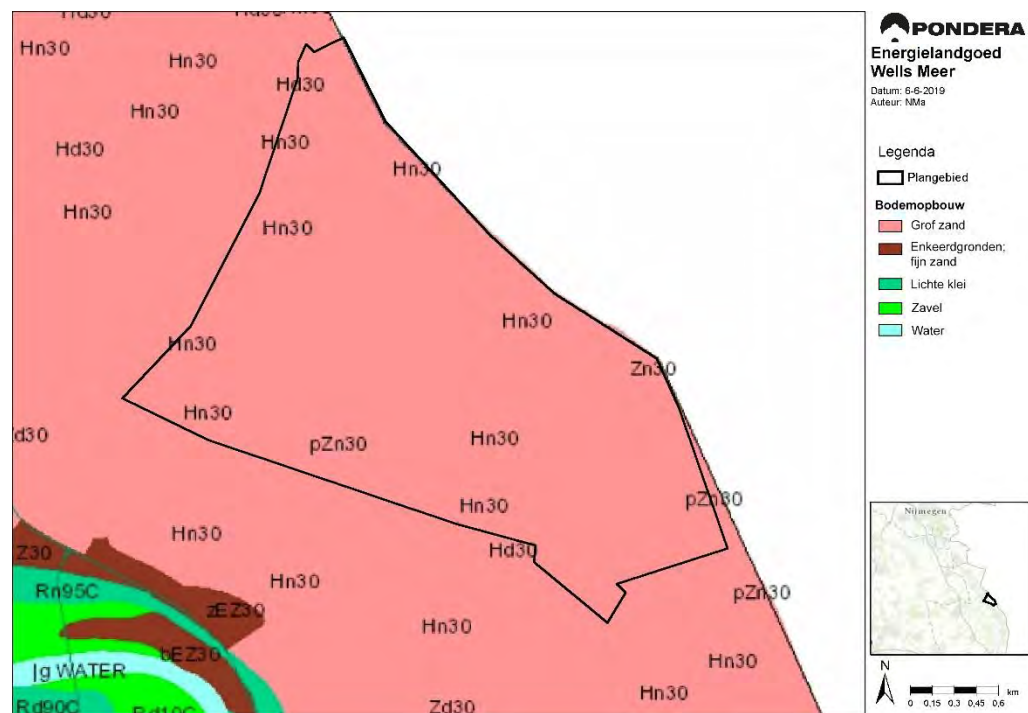 Hn30
Hn30
Hd30
Hn30
Hd30
Hn30
Hn30
Hn30
Hn30
Hn30
Hn30
Zn30
Hn30
pZn30
Hn30
Hn30
pZn30
Hn30
Hd30
Hn30
pZn30
Rn95C
zEZ30
Hn30
bEZ30
Hn30
|g WATER
Hn30
Rd90C
Rd10C
Zd30
PONDERA
Energielandgoed
Wells Meer
Datum: 6-6-2019
Auteur: NMa
Legenda
Plangebied
Bodemopbouw
Grof zand
Enkeerdgronden;
fijn zand
Lichte klei
Zavel
Water
Nijmegen
N
0 0,15 0,3 0,45 0,6 km